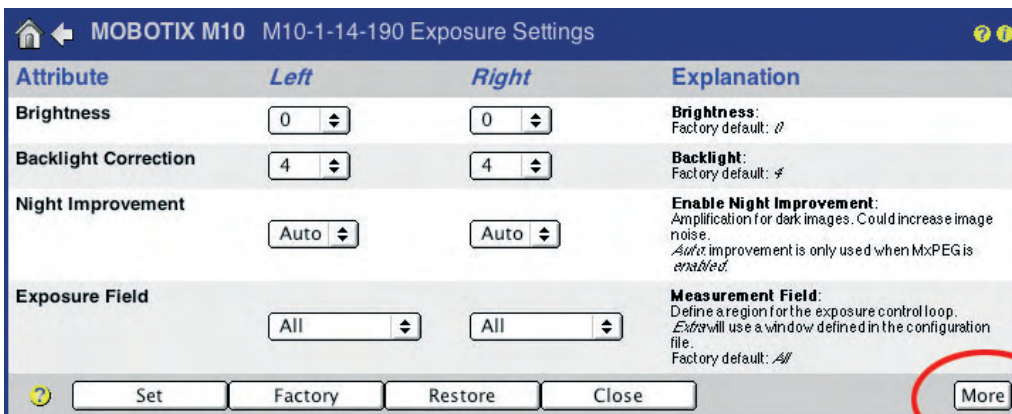 MOBOTIX M10 M10-1-14-190 Exposure Settings
Attribute Left Right Explanation
Brightness 0 0 Brightness:
Factory default: 0
Backlight Correction 4 4 Backlight:
Factory default: 4
Night Improvement Auto Auto Enable Night Improvement:
Amplification for dark images. Could increase image
noise.
Auto improvement is only used when MxPEG is
enabled.
Exposure Field All All Measurement Field:
Define a region for the exposure control loop.
Extra will use a window defined in the configuration
file.
Factory default: All
Set Factory Restore Close More